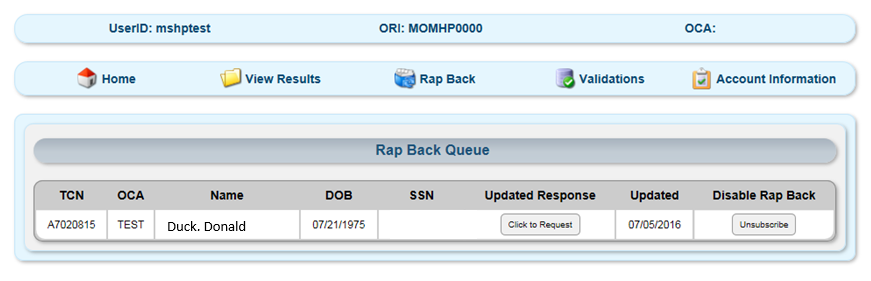 UserID: mshptest ORI: MOMHP0000 OCA:
Home View Results Rap Back Validations Account Information
Rap Back Queue
TCN OCA Name DOB SSN Updated Response Updated Disable Rap Back
A7020815 TEST Duck. Donald 07/21/1975 Click to Request 07/05/2016 Unsubscribe